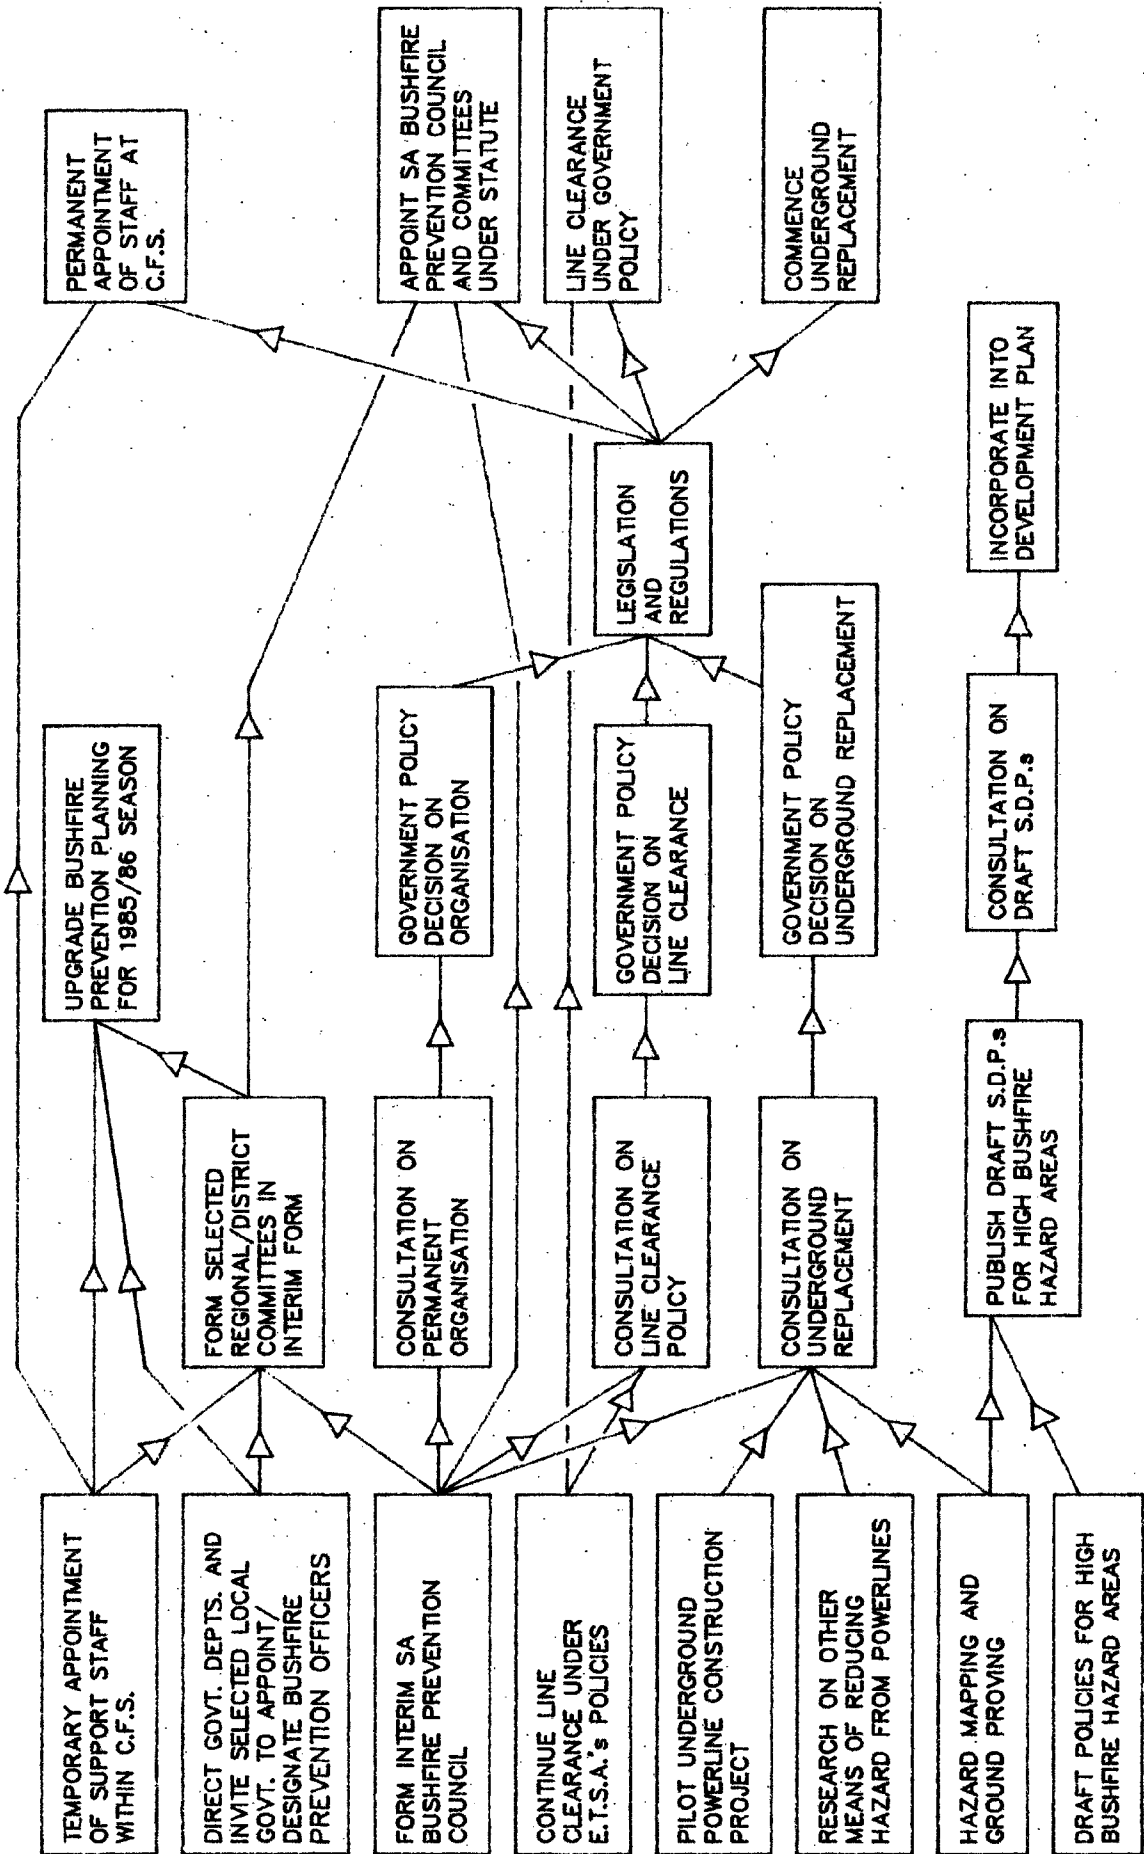 TEMPORARY APPOINTMENT
OF SUPPORT STAFF
WITHIN C.F.S.
DIRECT GOVT. DEPTS. AND
INVITE SELECTED LOCAL
GOVT. TO APPOINT/
DESIGNATE BUSHFIRE
PREVENTION OFFICERS
FORM INTERIM SA
BUSHFIRE PREVENTION
COUNCIL
CONTINUE LINE
CLEARANCE UNDER
E.T.S.A.'s POLICIES
PILOT UNDERGROUND
POWERLINE CONSTRUCTION
PROJECT
RESEARCH ON OTHER
MEANS OF REDUCING
HAZARD FROM POWERLINES
HAZARD MAPPING AND
GROUND PROVING
DRAFT POLICIES FOR HIGH
BUSHFIRE HAZARD AREAS
FORM SELECTED
REGIONAL/DISTRICT
COMMITTEES IN
INTERIM FORM
CONSULTATION ON
PERMANENT
ORGANISATION
CONSULTATION ON
LINE CLEARANCE
POLICY
CONSULTATION ON
UNDERGROUND
REPLACEMENT
PUBLISH DRAFT S.D.P.s
FOR HIGH BUSHFIRE
HAZARD AREAS
UPGRADE BUSHFIRE
PREVENTION PLANNING
FOR 1985/86 SEASON
GOVERNMENT POLICY
DECISION ON
ORGANISATION
GOVERNMENT POLICY
DECISION ON
LINE CLEARANCE
GOVERNMENT POLICY
DECISION ON
UNDERGROUND REPLACEMENT
CONSULTATION ON
DRAFT S.D.P.s
LEGISLATION
AND
REGULATIONS
INCORPORATE INTO
DEVELOPMENT PLAN
PERMANENT
APPOINTMENT
OF STAFF AT
C.F.S.
APPOINT SA BUSHFIRE
PREVENTION COUNCIL
AND COMMITTEES
UNDER STATUTE
LINE CLEARANCE
UNDER GOVERNMENT
POLICY
COMMENCE
UNDERGROUND
REPLACEMENT